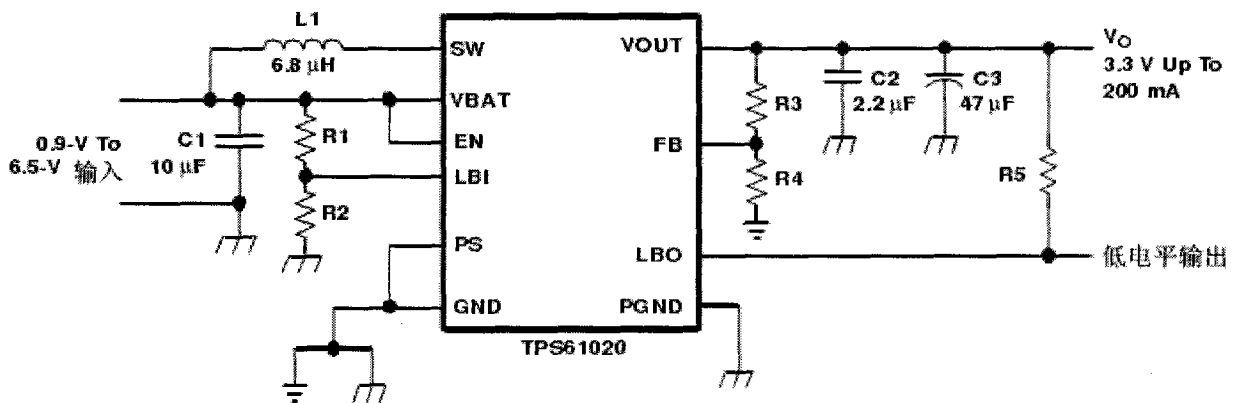 L1
6.8 µH
SW
VBAT
EN
LBI
PS
GND
VOUT
FB
LBO
PGND
TPS61020
0.9-V To
6.5-V 输入
C1
10 µF
R1
R2
R3
R4
C2
2.2 µF
C3
47 µF
R5
VO
3.3 V Up To
200 mA
低电平输出